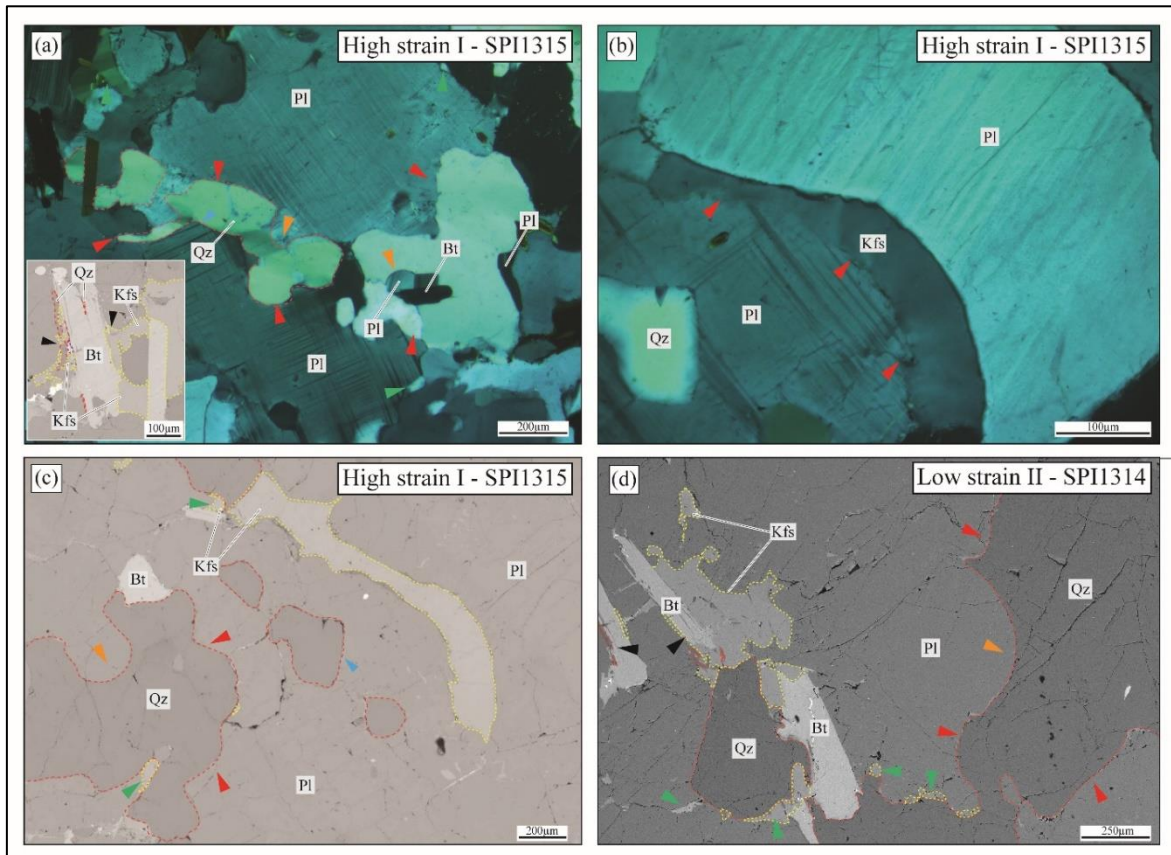 (a)
High strain I - SPI1315
Pl
Pl
Qz
Bt
Pl
Pl
Qz
Kfs
Bt
Kfs
100µm
200µm
(b)
High strain I - SPI1315
Pl
Kfs
Pl
Qz
100µm
(c)
High strain I - SPI1315
Kfs
Bt
Pl
Qz
Pl
200µm
(d)
Low strain II - SPI1314
Kfs
Bt
Qz
Pl
Qz
Bt
250µm